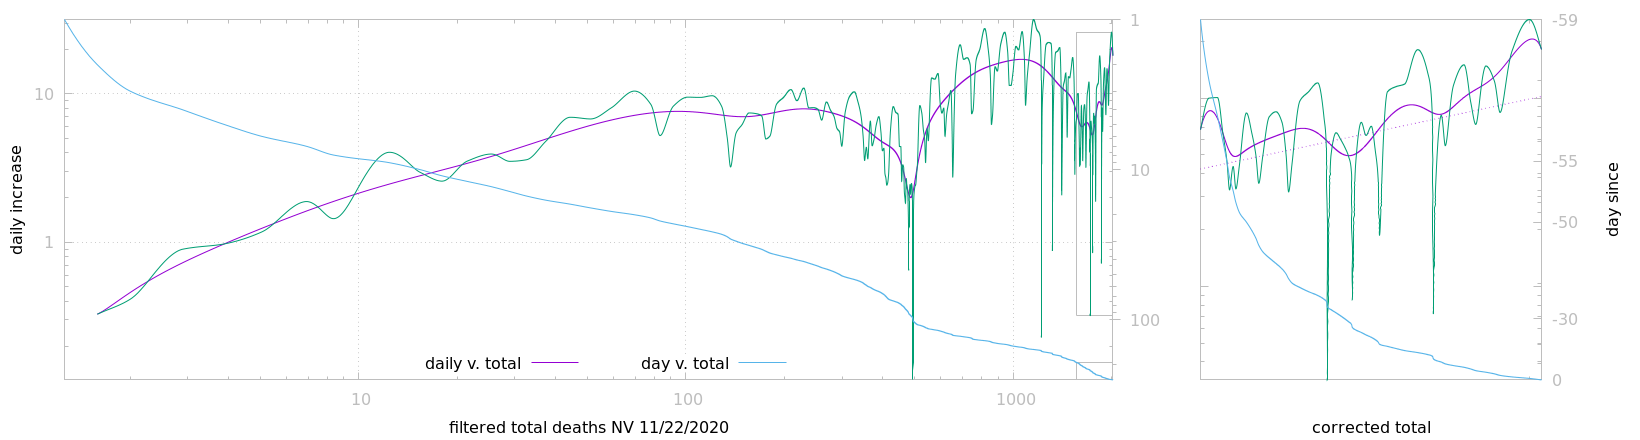 daily increase
10
1
daily v. total
day v. total
10
100
1000
filtered total deaths NV 11/22/2020
1
10
100
-59
-55
-50
-30
0
day since
corrected total